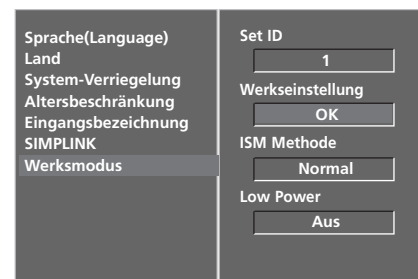 Sprache(Language)
Land
System-Verriegelung
Altersbeschränkung
Eingangsbezeichnung
SIMPLINK
Werksmodus
Set ID
1
Werkseinstellung
OK
ISM Methode
Normal
Low Power
Aus